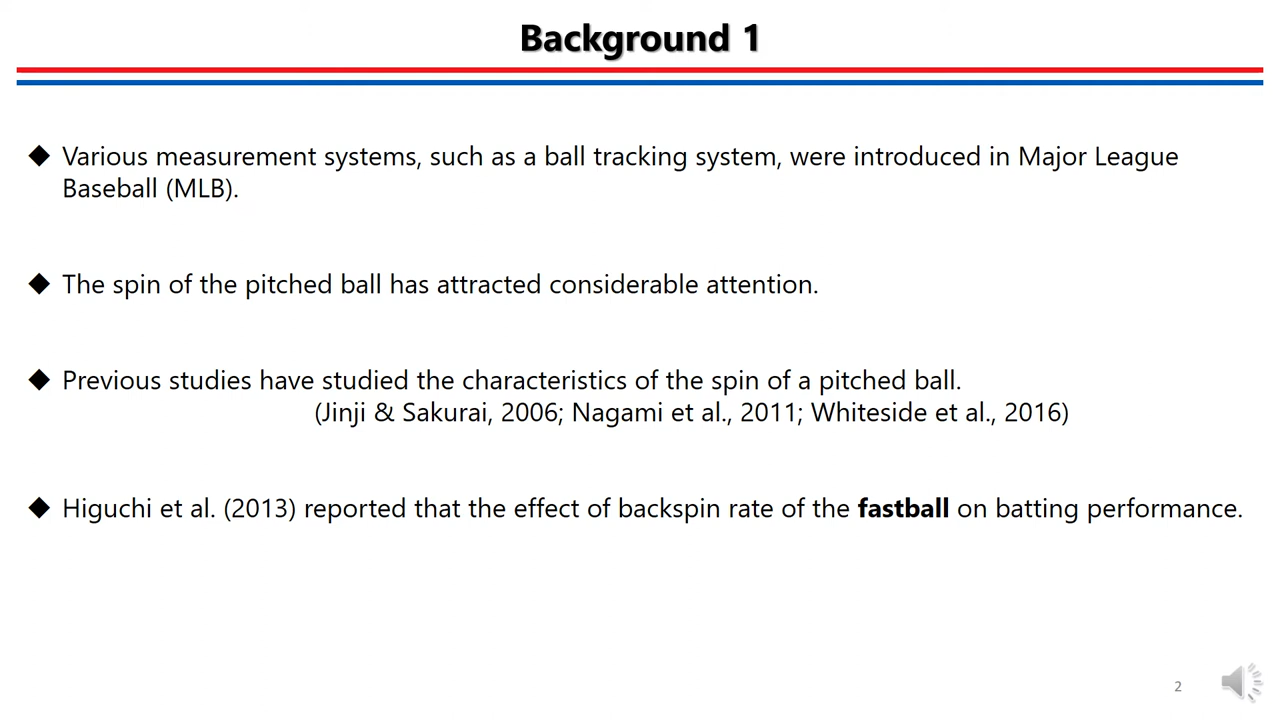 Background 1
◆ Various measurement systems, such as a ball tracking system, were introduced in Major League
Baseball (MLB).
◆ The spin of the pitched ball has attracted considerable attention.
◆ Previous studies have studied the characteristics of the spin of a pitched ball.
(Jinji & Sakurai, 2006; Nagami et al., 2011; Whiteside et al., 2016)
◆ Higuchi et al. (2013) reported that the effect of backspin rate of the fastball on batting performance.
2